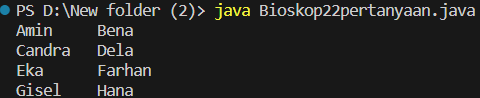 PS D:\New folder (2)> java Bioskop22pertanyaan.java
Amin Bena
Candra Dela
Eka Farhan
Gisel Hana